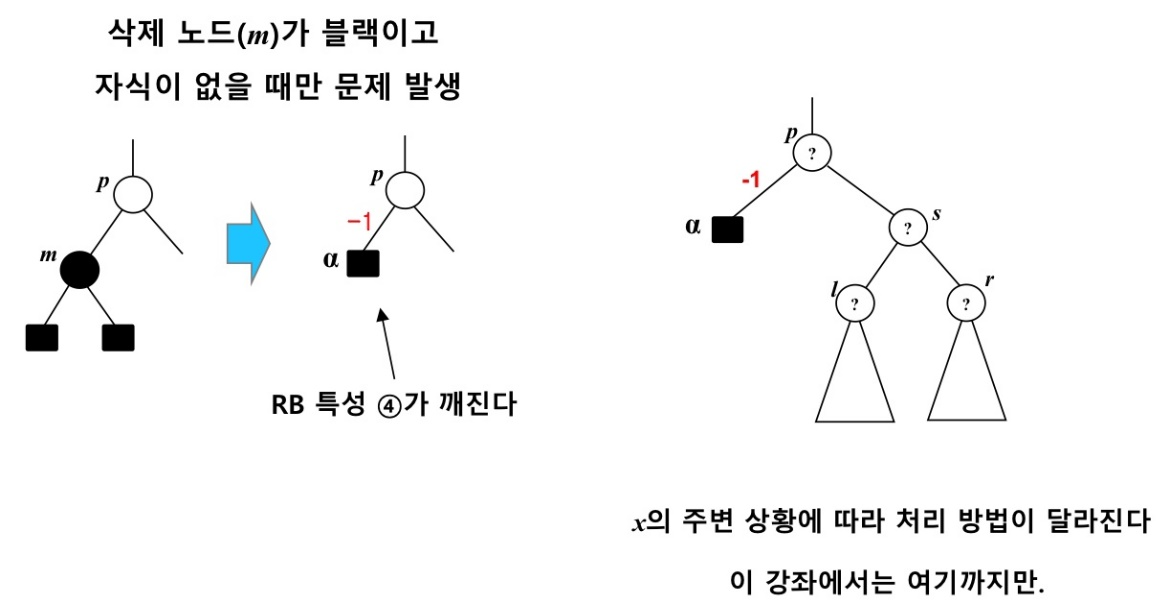 삭제 노드(m)가 블랙이고
자식이 없을 때만 문제 발생
p
m
p
−1
α
RB 특성 ④가 깨진다
p
?
-1
α
?
s
l
?
?
r
x의 주변 상황에 따라 처리 방법이 달라진다
이 강좌에서는 여기까지만.